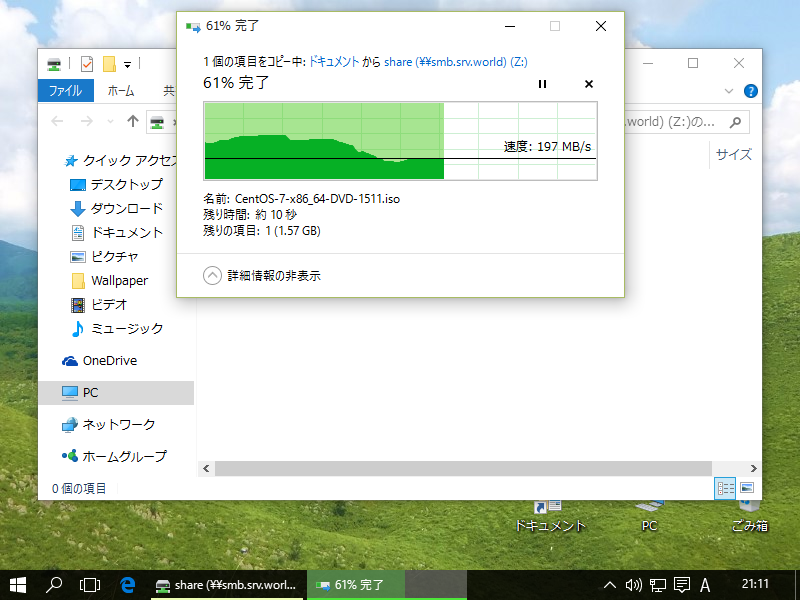 61% 完了
1 個の項目をコピー中: ドキュメント から share (¥¥smb.srv.world) (Z:)
61% 完了
速度: 197 MB/s
名前: CentOS-7-x86_64-DVD-1511.iso
残り時間: 約 10 秒
残りの項目: 1 (1.57 GB)
詳細情報の非表示
ファイル
ホーム
共
.world) (Z:)の...
サイズ
クイック アクセス
デスクトップ
ダウンロード
ドキュメント
ピクチャ
Wallpaper
ビデオ
ミュージック
OneDrive
PC
ネットワーク
ホームグループ
0 個の項目
ドキュメント
PC
ごみ箱
share (¥¥smb.srv.worl...
61% 完了
A
21:11